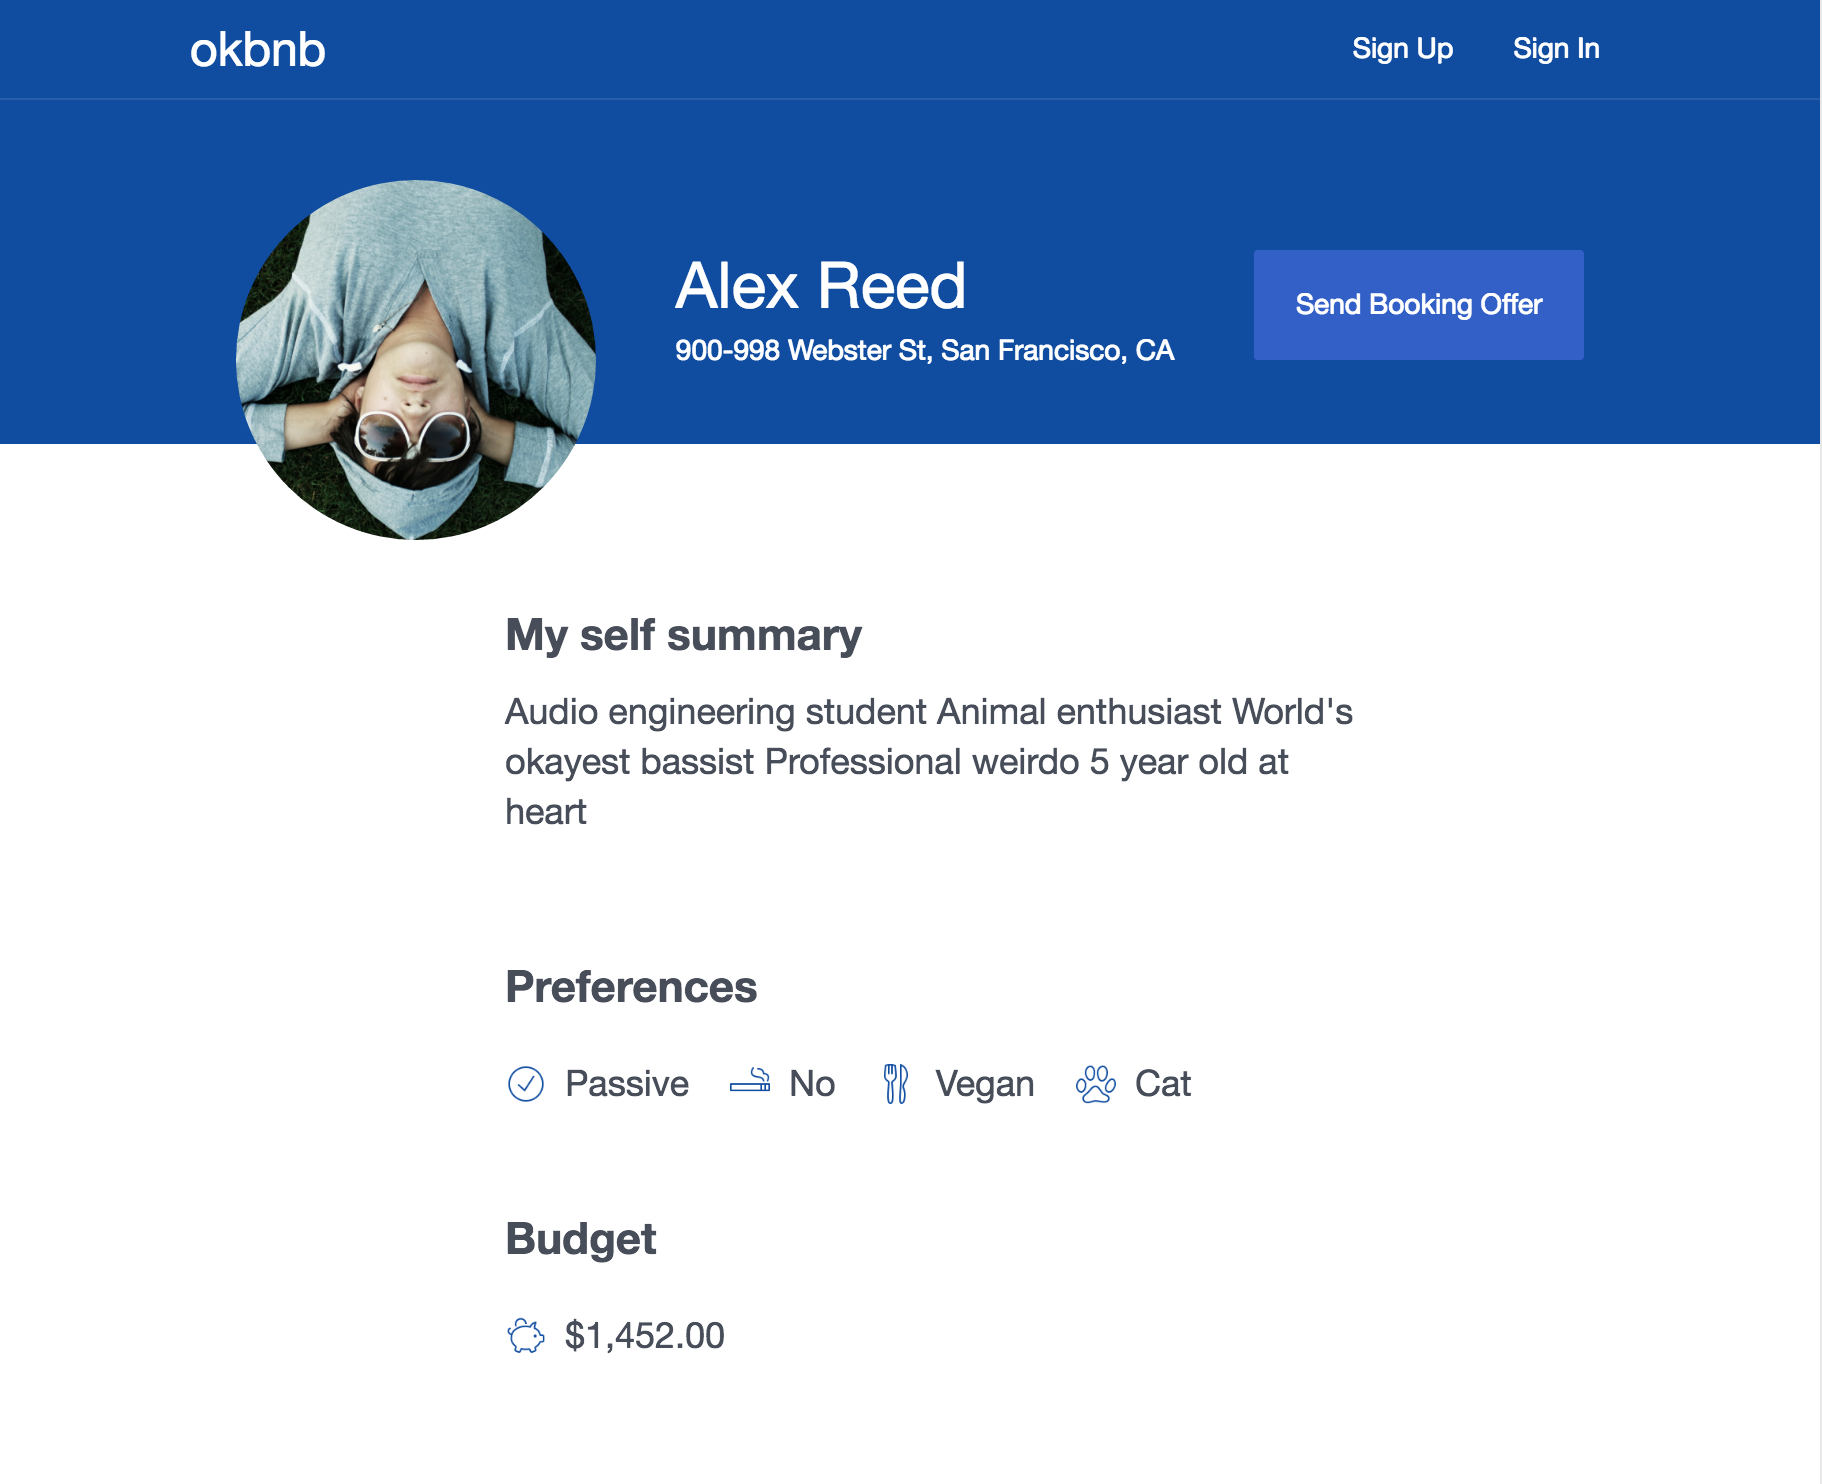 okbnb
Sign Up
Sign In
Alex Reed
900-998 Webster St, San Francisco, CA
Send Booking Offer
My self summary
Audio engineering student Animal enthusiast World's
okayest bassist Professional weirdo 5 year old at
heart
Preferences
Passive
No
Vegan
Cat
Budget
$1,452.00